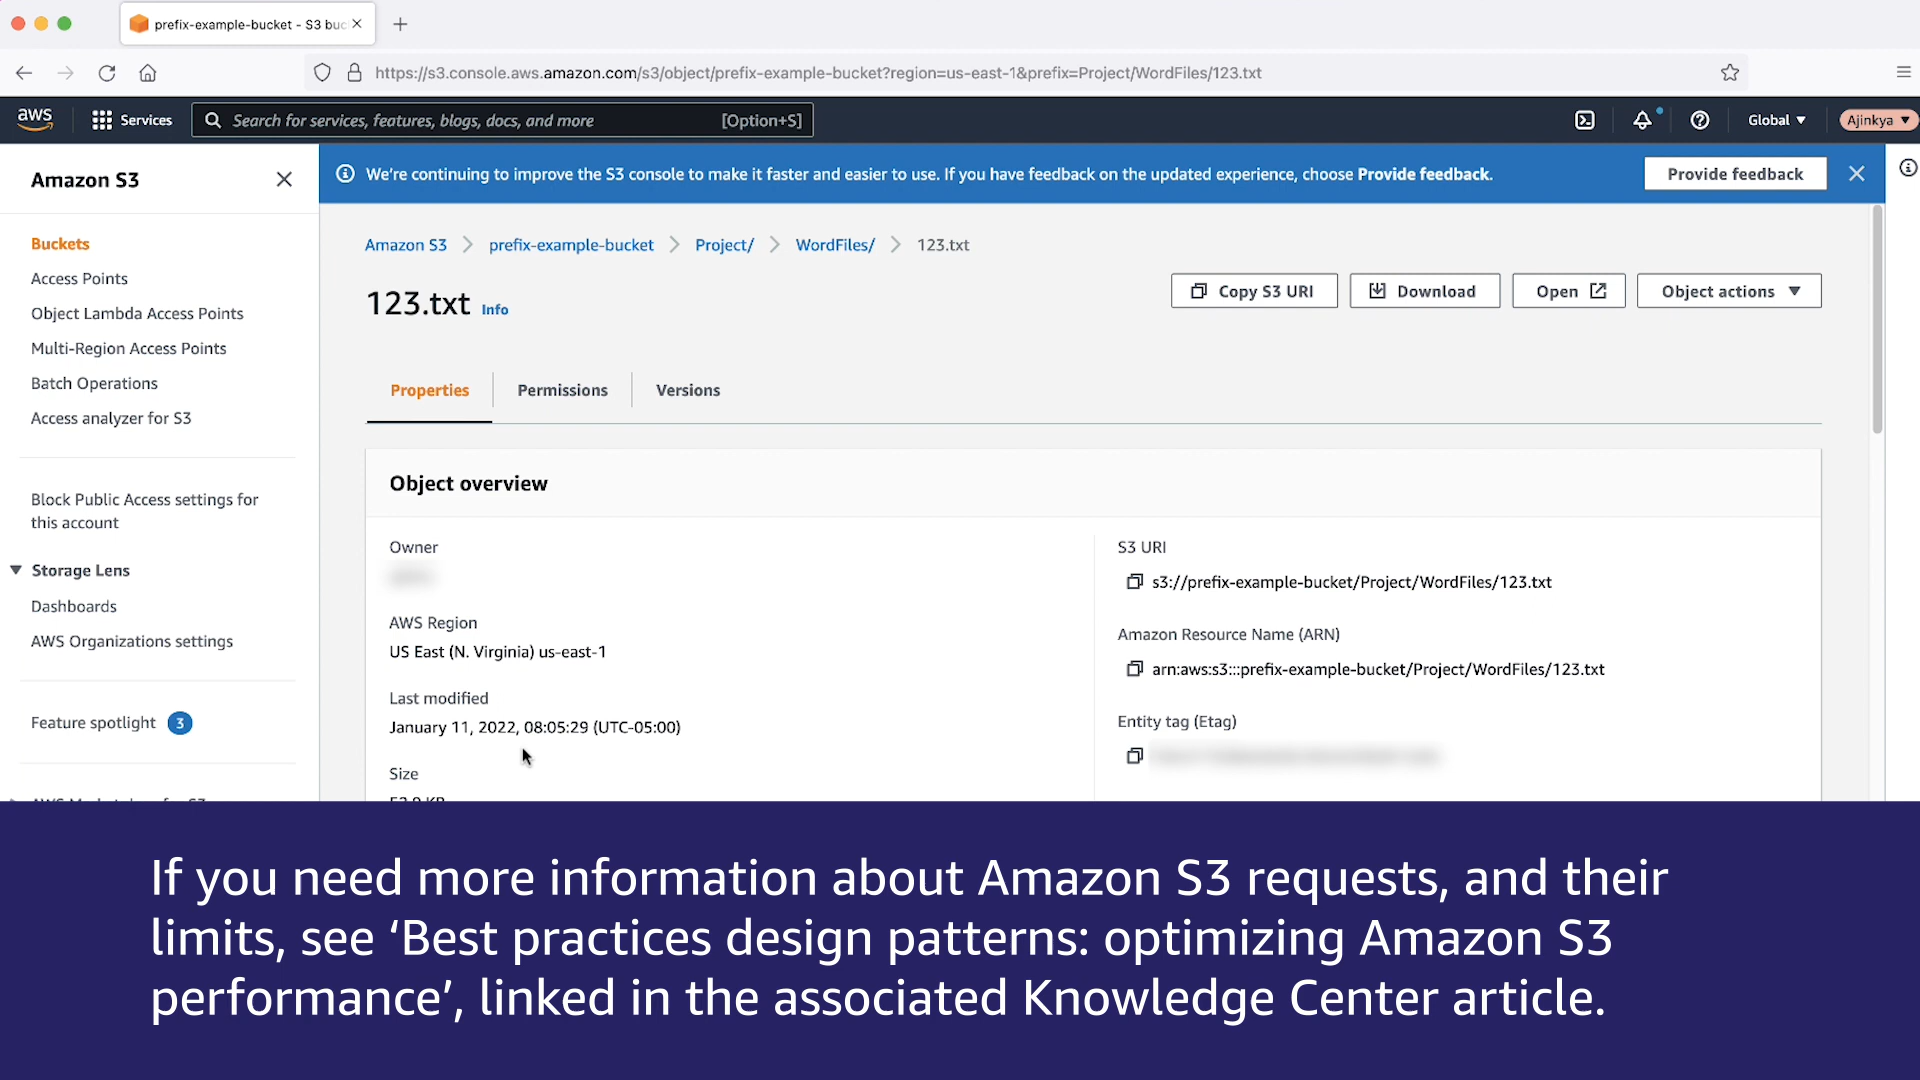 prefix-example-bucket - S3 buc
https://s3.console.aws.amazon.com/s3/object/prefix-example-bucket?region=us-east-1&prefix=Project/WordFiles/123.txt
aws
Services
Search for services, features, blogs, docs, and more
[Option+S]
Global
Ajinkya
Amazon S3
We're continuing to improve the S3 console to make it faster and easier to use. If you have feedback on the updated experience, choose Provide feedback.
Provide feedback
Buckets
Access Points
Object Lambda Access Points
Multi-Region Access Points
Batch Operations
Access analyzer for S3
Block Public Access settings for
this account
Storage Lens
Dashboards
AWS Organizations settings
Feature spotlight 3
Amazon S3 > prefix-example-bucket > Project/ > WordFiles/ > 123.txt
123.txt Info
Copy S3 URI
Download
Open
Object actions
Properties
Permissions
Versions
Object overview
Owner
AWS Region
US East (N. Virginia) us-east-1
Last modified
January 11, 2022, 08:05:29 (UTC-05:00)
Size
S3 URI
s3://prefix-example-bucket/Project/WordFiles/123.txt
Amazon Resource Name (ARN)
arn:aws:s3:::prefix-example-bucket/Project/WordFiles/123.txt
Entity tag (Etag)
If you need more information about Amazon S3 requests, and their
limits, see ‘Best practices design patterns: optimizing Amazon S3
performance’, linked in the associated Knowledge Center article.